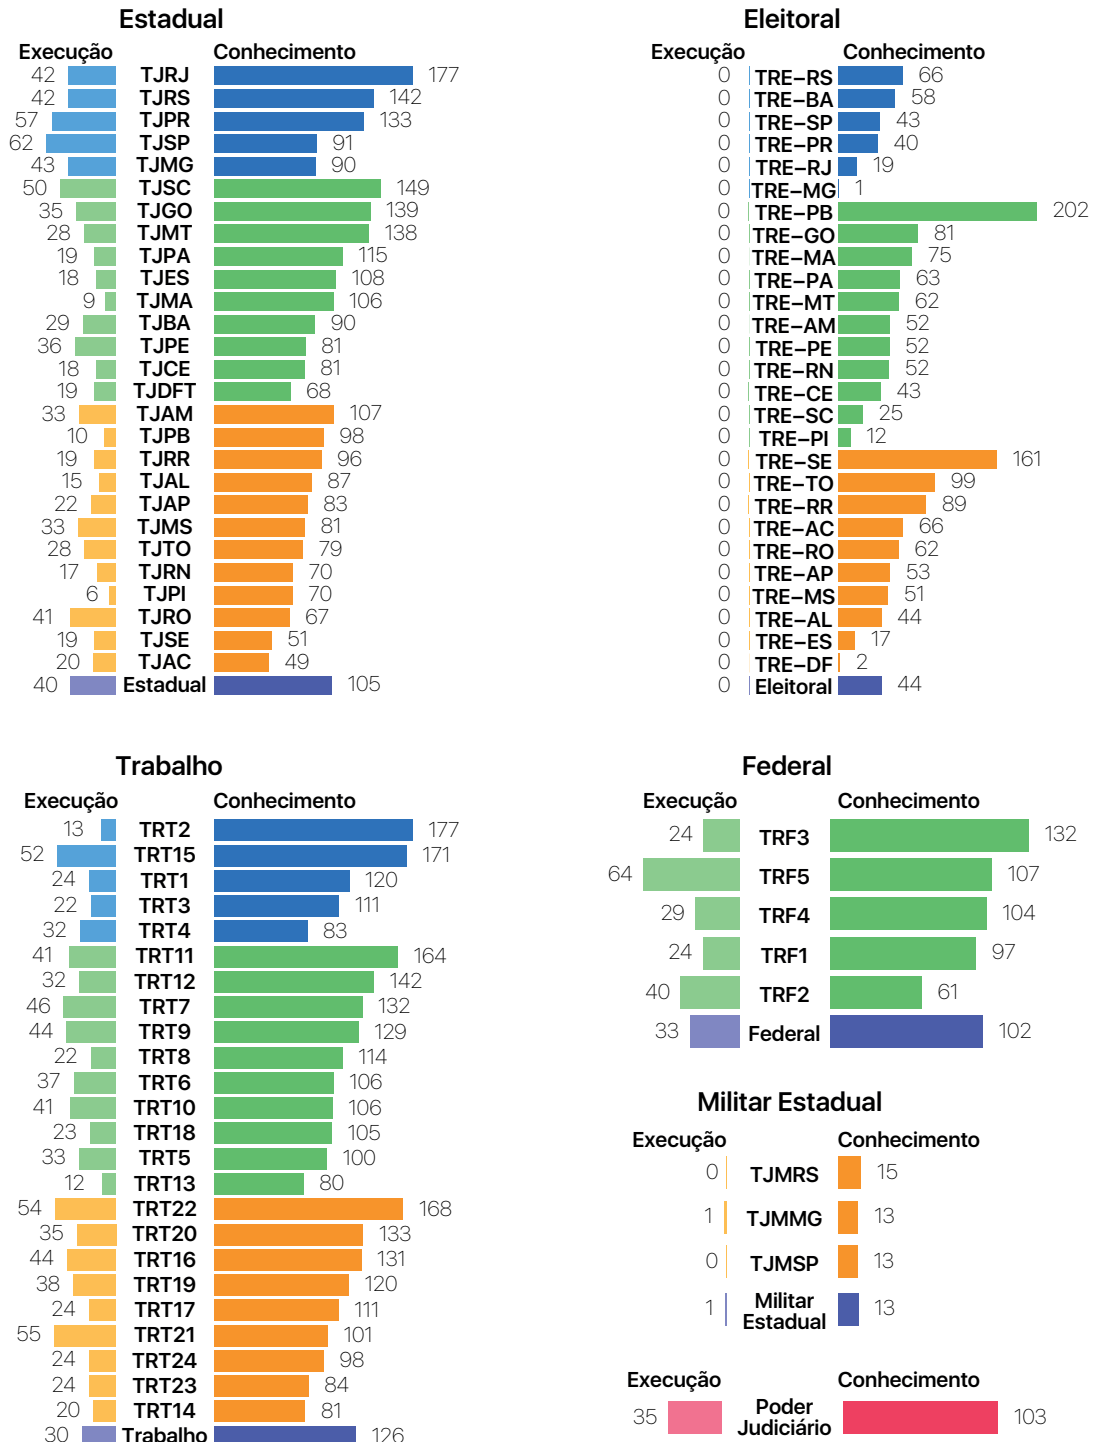 Estadual
Execução Conhecimento
42 TJRJ 177
42 TJRS 142
57 TJPR 133
62 TJSP 91
43 TJMG 90
50 TJSC 149
35 TJGO 139
28 TJMT 138
19 TJPA 115
18 TJES 108
9 TJMA 106
29 TJBA 90
36 TJPE 81
18 TJCE 81
19 TJDFT 68
33 TJAM 107
10 TJPB 98
19 TJRR 96
15 TJAL 87
22 TJAP 83
33 TJMS 81
28 TJTO 79
17 TJRN 70
6 TJPI 70
41 TJRO 67
19 TJSE 51
20 TJAC 49
40 Estadual 105
Eleitoral
Execução Conhecimento
0 TRE–RS 66
0 TRE–BA 58
0 TRE–SP 43
0 TRE–PR 40
0 TRE–RJ 19
0 TRE–MG 1
0 TRE–PB 202
0 TRE–GO 81
0 TRE–MA 75
0 TRE–PA 63
0 TRE–MT 62
0 TRE–AM 52
0 TRE–PE 52
0 TRE–RN 52
0 TRE–CE 43
0 TRE–SC 25
0 TRE–PI 12
0 TRE–SE 161
0 TRE–TO 99
0 TRE–RR 89
0 TRE–AC 66
0 TRE–RO 62
0 TRE–AP 53
0 TRE–MS 51
0 TRE–AL 44
0 TRE–ES 17
0 TRE–DF 2
0 Eleitoral 44
Trabalho
Execução Conhecimento
13 TRT2 177
52 TRT15 171
24 TRT1 120
22 TRT3 111
32 TRT4 83
41 TRT11 164
32 TRT12 142
46 TRT7 132
44 TRT9 129
22 TRT8 114
37 TRT6 106
41 TRT10 106
23 TRT18 105
33 TRT5 100
12 TRT13 80
54 TRT22 168
35 TRT20 133
44 TRT16 131
38 TRT19 120
24 TRT17 111
55 TRT21 101
24 TRT24 98
24 TRT23 84
20 TRT14 81
30 Trabalho 126
Federal
Execução Conhecimento
24 TRF3 132
64 TRF5 107
29 TRF4 104
24 TRF1 97
40 TRF2 61
33 Federal 102
Militar Estadual
Execução Conhecimento
0 TJMRS 15
1 TJMMG 13
0 TJMSP 13
1 Militar 13
Estadual
Execução Conhecimento
35 Poder 103
Judiciário